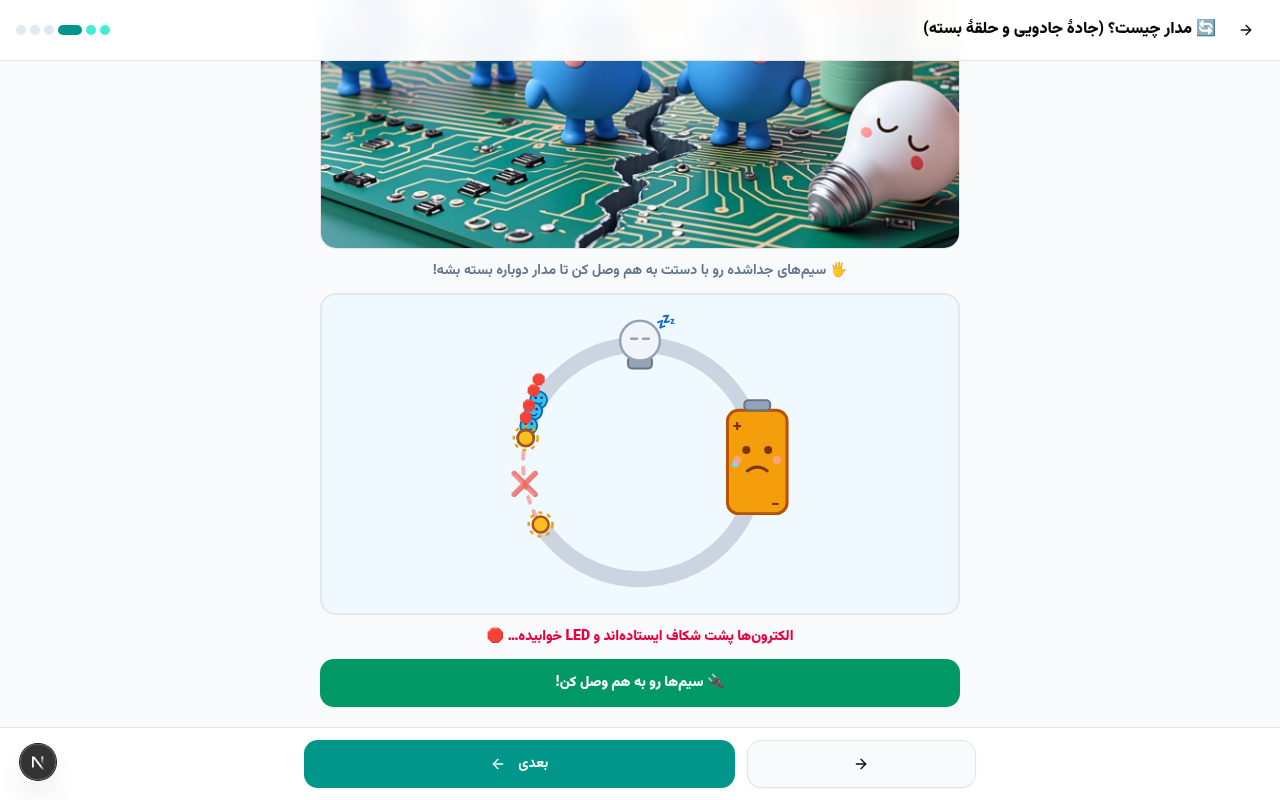 🔄 مدار چیست؟ (جادهٔ جادویی و حلقهٔ بسته)
🖐 سیم‌های جداشده رو با دستت به هم وصل کن تا مدار دوباره بسته بشه!
zzz
+
−
الکترون‌ها پشت شکاف ایستاده‌اند و LED خوابیده... 🛑
🔌 سیم‌ها رو به هم وصل کن!
بعدی
N